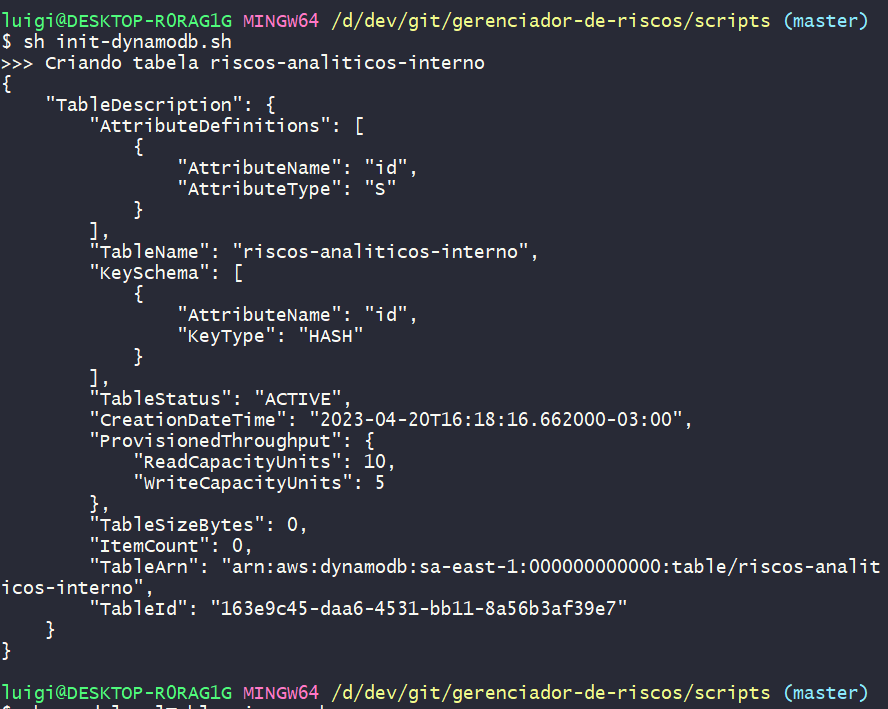 luigi@DESKTOP-R0RAG1G MINGW64 /d/dev/git/gerenciador-de-riscos/scripts (master)
$ sh init-dynamodb.sh
>>> Criando tabela riscos-analiticos-interno
{
    "TableDescription": {
        "AttributeDefinitions": [
            {
                "AttributeName": "id",
                "AttributeType": "S"
            }
        ],
        "TableName": "riscos-analiticos-interno",
        "KeySchema": [
            {
                "AttributeName": "id",
                "KeyType": "HASH"
            }
        ],
        "TableStatus": "ACTIVE",
        "CreationDateTime": "2023-04-20T16:18:16.662000-03:00",
        "ProvisionedThroughput": {
            "ReadCapacityUnits": 10,
            "WriteCapacityUnits": 5
        },
        "TableSizeBytes": 0,
        "ItemCount": 0,
        "TableArn": "arn:aws:dynamodb:sa-east-1:000000000000:table/riscos-analit
icos-interno",
        "TableId": "163e9c45-daa6-4531-bb11-8a56b3af39e7"
    }
}
luigi@DESKTOP-R0RAG1G MINGW64 /d/dev/git/gerenciador-de-riscos/scripts (master)